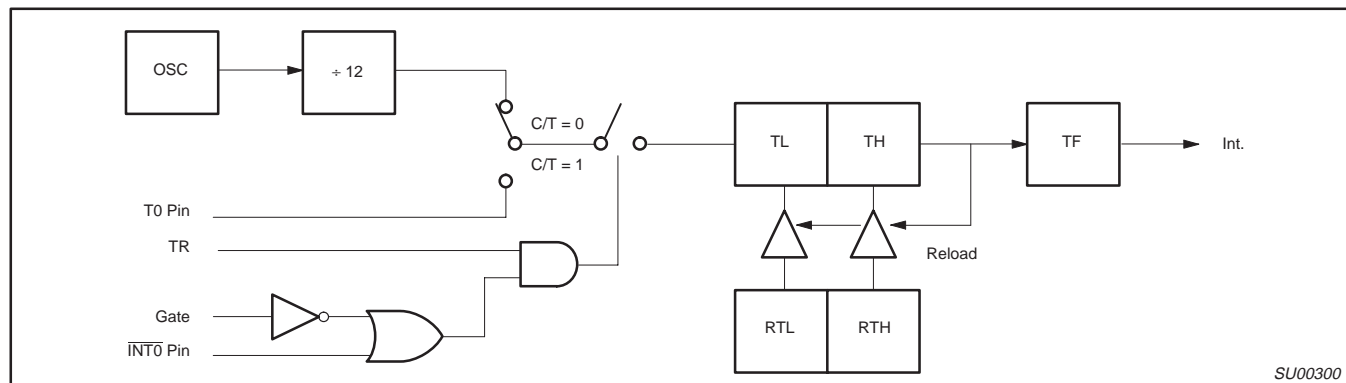 OSC
÷ 12
C/T = 0
C/T = 1
TL
TH
TF
Int.
T0 Pin
TR
Reload
Gate
INT0 Pin
RTL
RTH
SU00300